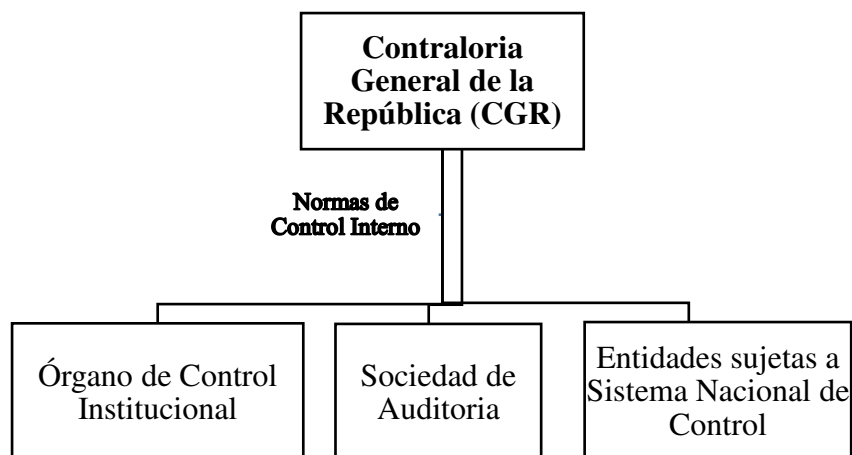 Contraloria
General de la
República (CGR)
Normas de
Control Interno
Órgano de Control
Institucional
Sociedad de
Auditoria
Entidades sujetas a
Sistema Nacional de
Control